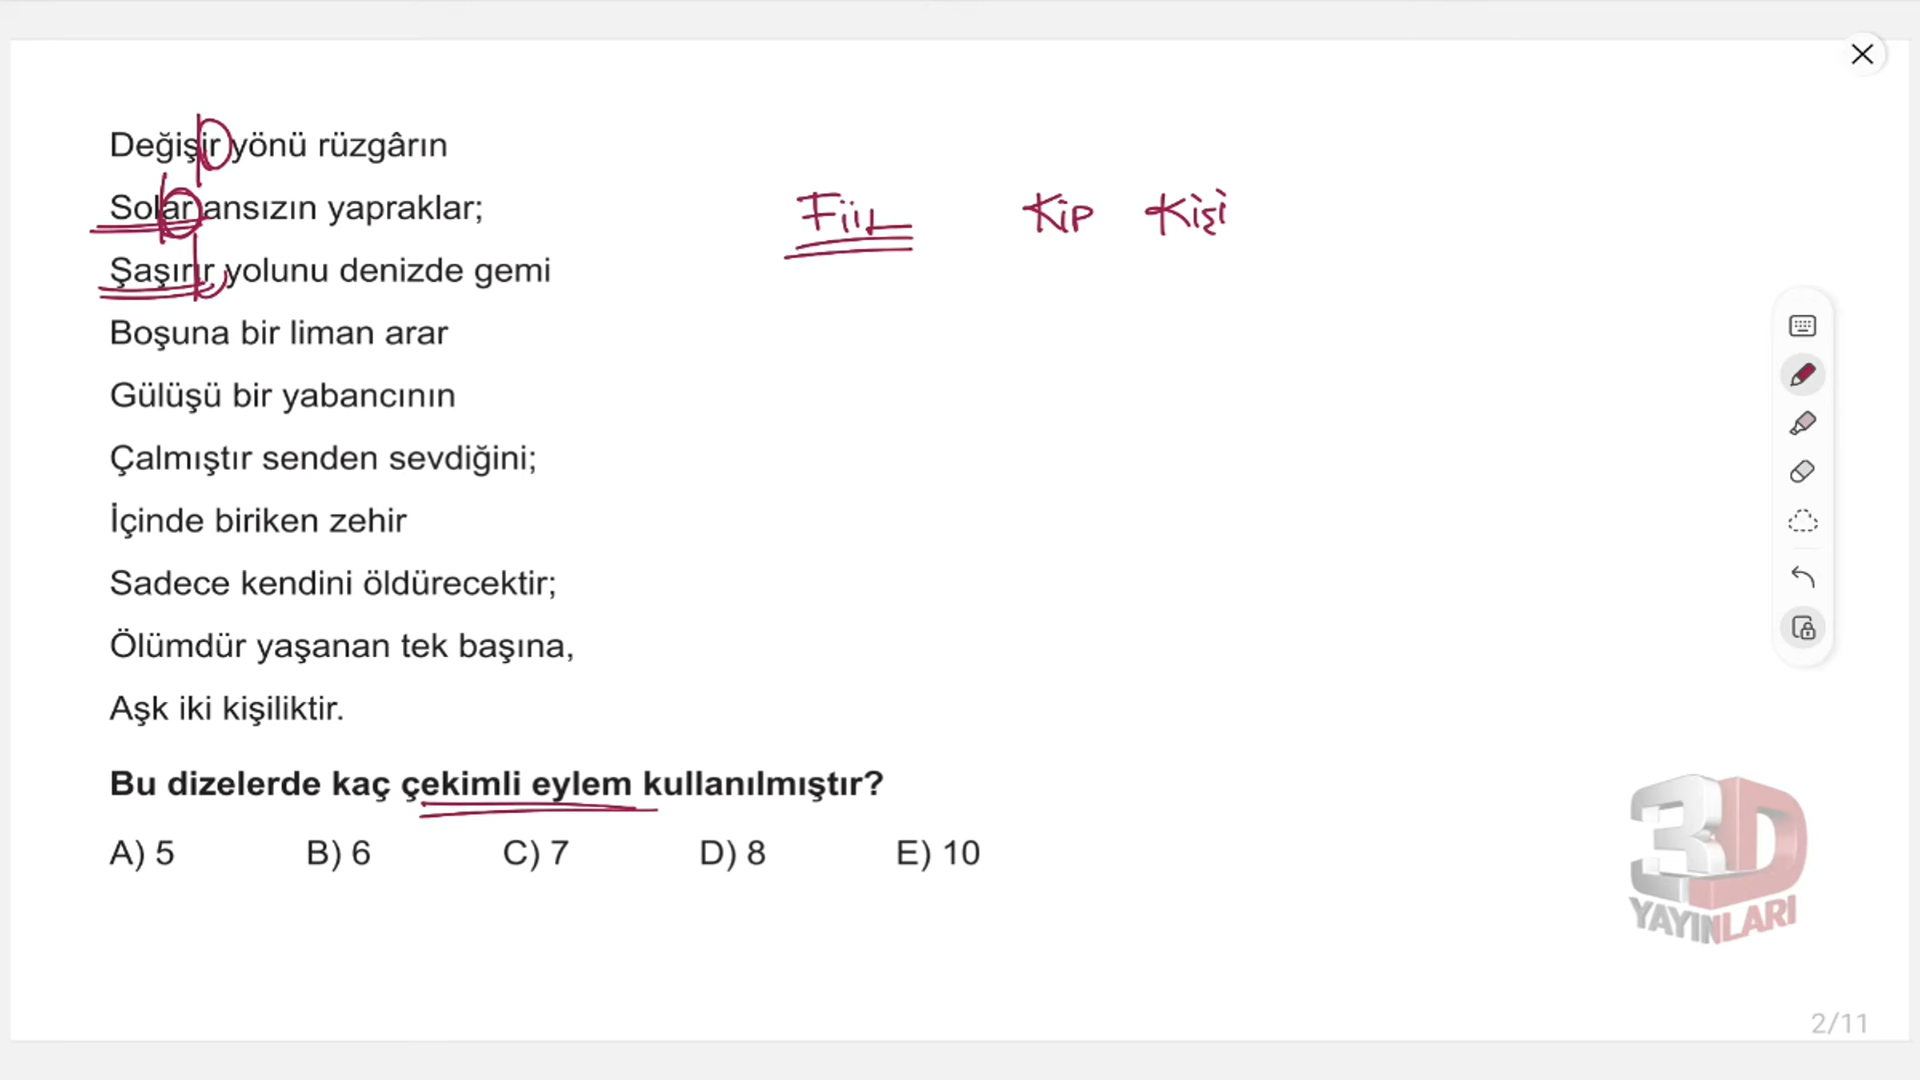 Değişir yönü rüzgârın
Solar ansızın yapraklar;
Fiil Kip Kişi
Şaşırır yolunu denizde gemi
Boşuna bir liman arar
Gülüşü bir yabancının
Çalmıştır senden sevdiğini;
İçinde biriken zehir
Sadece kendini öldürecektir;
Ölümdür yaşanan tek başına,
Aşk iki kişiliktir.
Bu dizelerde kaç çekimli eylem kullanılmıştır?
A) 5 B) 6 C) 7 D) 8 E) 10
3D
YAYINLARI
2/11